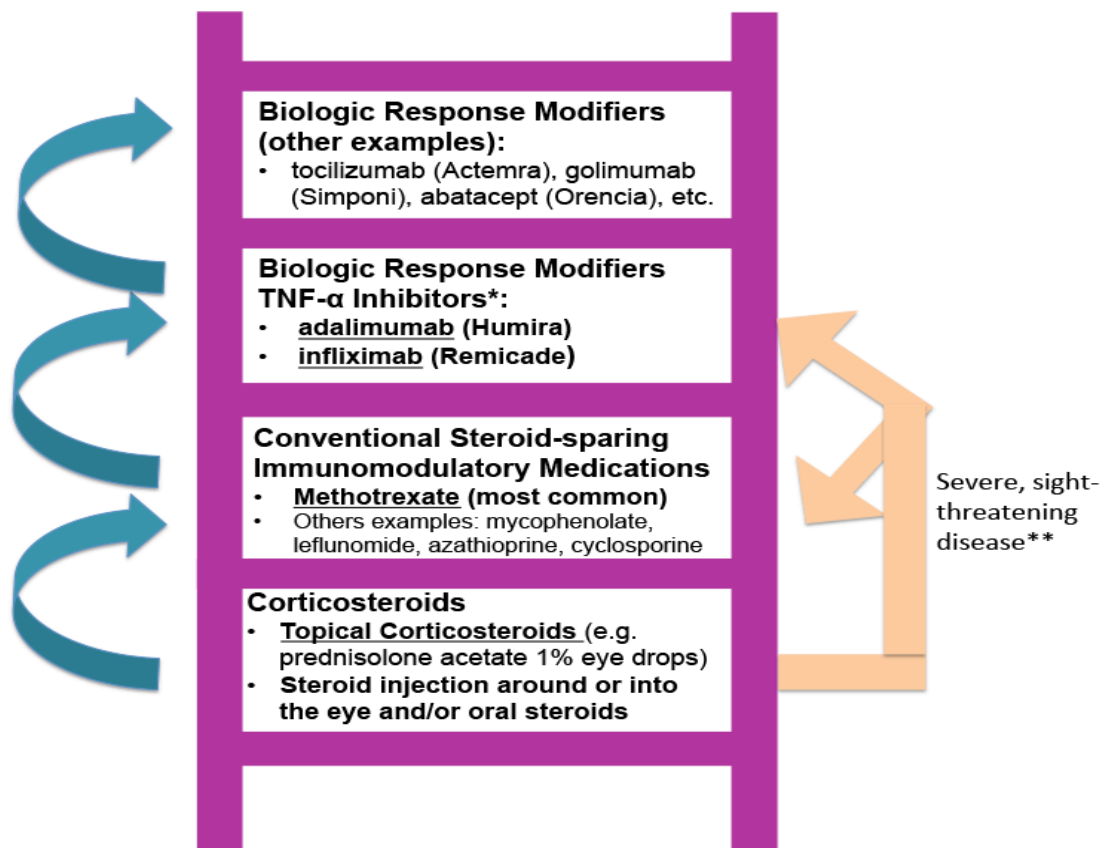 Biologic Response Modifiers
(other examples):
• tocilizumab (Actemra), golimumab
(Simponi), abatacept (Orencia), etc.
Biologic Response Modifiers
TNF-α Inhibitors*:
• adalimumab (Humira)
• infliximab (Remicade)
Conventional Steroid-sparing
Immunomodulatory Medications
• Methotrexate (most common)
• Others examples: mycophenolate,
leflunomide, azathioprine, cyclosporine
Corticosteroids
• Topical Corticosteroids (e.g.
prednisolone acetate 1% eye drops)
• Steroid injection around or into
the eye and/or oral steroids
Severe, sight-
threatening
disease**